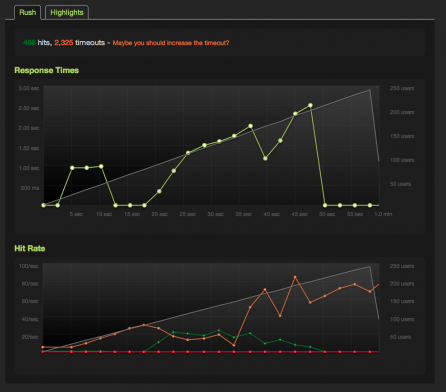 Rush Highlights
hits, 2,325 timeouts - Maybe you should increase the timeout?
Response Times
3.00 sec 250 users
2.50 sec 200 users
2.00 sec 150 users
1.50 sec
1.00 sec 100 users
500 ms 50 users
5 sec 10 sec 15 sec 20 sec 25 sec 30 sec 35 sec 40 sec 45 sec 50 sec 55 sec 1.0 min
Hit Rate
100/sec 250 users
80/sec 200 users
60/sec 150 users
40/sec 100 users
20/sec 50 users